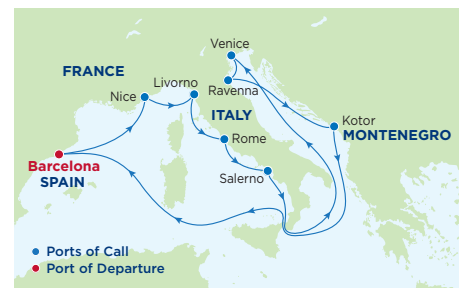 Venice
FRANCE
Livorno
Nice
Ravenna
ITALY
Kotor
MONTENEGRO
Rome
Barcelona
SPAIN
Salerno
Ports of Call
Port of Departure